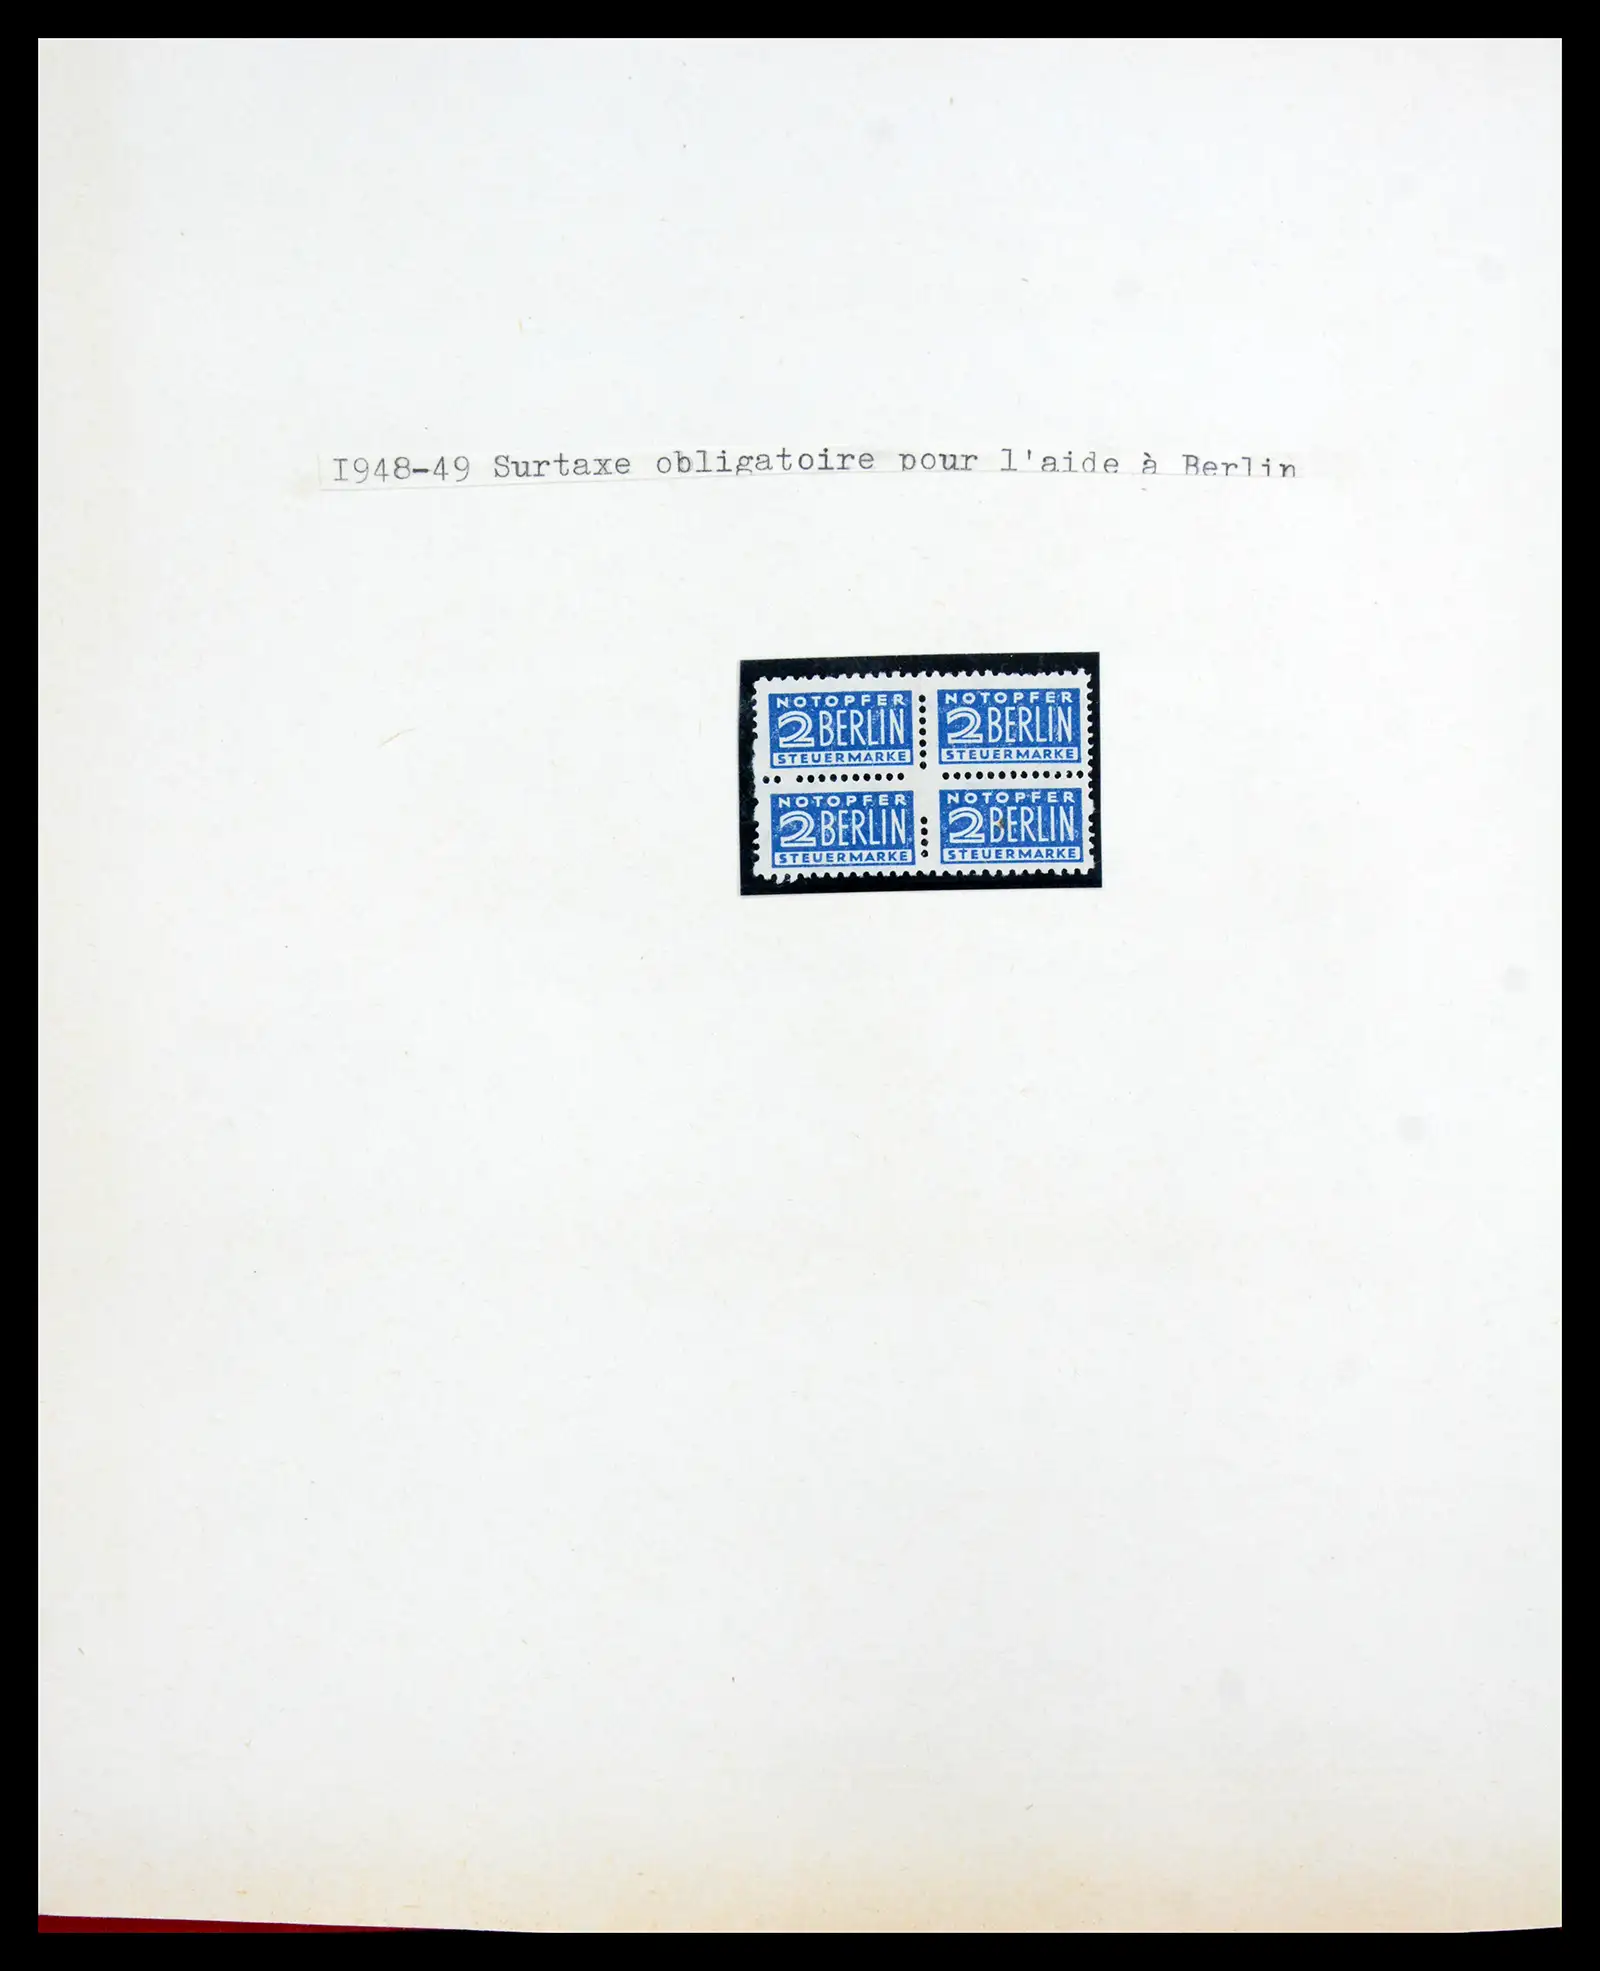 I948-49 Surtaxe obligatoire pour l'aide à Berlin
NOTOPFER
2 BERLIN
STEUERMARKE
NOTOPFER
2 BERLIN
STEUERMARKE
NOTOPFER
2 BERLIN
STEUERMARKE
NOTOPFER
2 BERLIN
STEUERMARKE